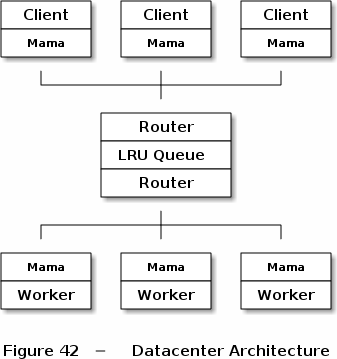 Client Client Client
Mama Mama Mama
Router
LRU Queue
Router
Mama Mama Mama
Worker Worker Worker
Figure 42 – Datacenter Architecture